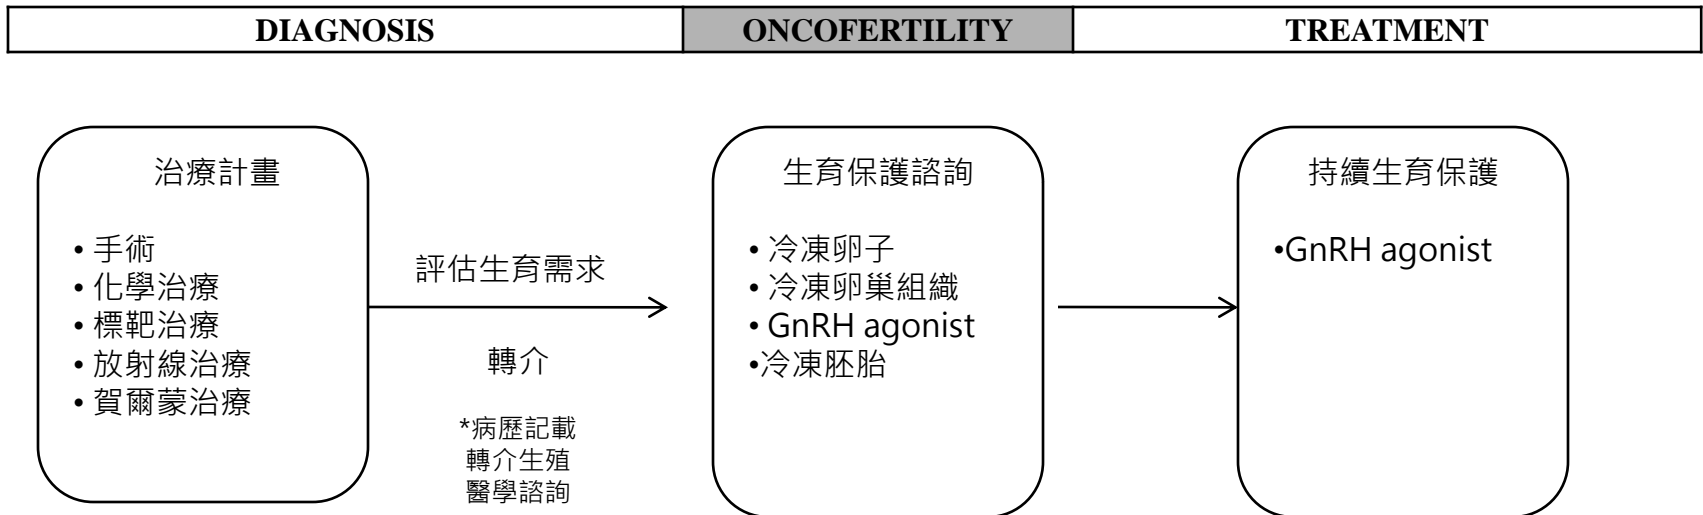 DIAGNOSIS
ONCOFERTILITY
TREATMENT
治療計畫
• 手術
• 化學治療
• 標靶治療
• 放射線治療
• 賀爾蒙治療
評估生育需求
轉介
*病歷記載
轉介生殖
醫學諮詢
生育保護諮詢
• 冷凍卵子
• 冷凍卵巢組織
• GnRH agonist
•冷凍胚胎
持續生育保護
•GnRH agonist